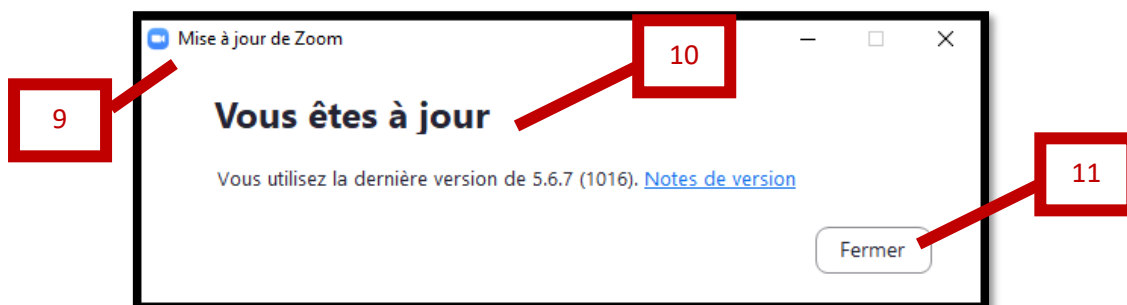 Mise à jour de Zoom
10
9
Vous êtes à jour
Vous utilisez la dernière version de 5.6.7 (1016). Notes de version
11
Fermer